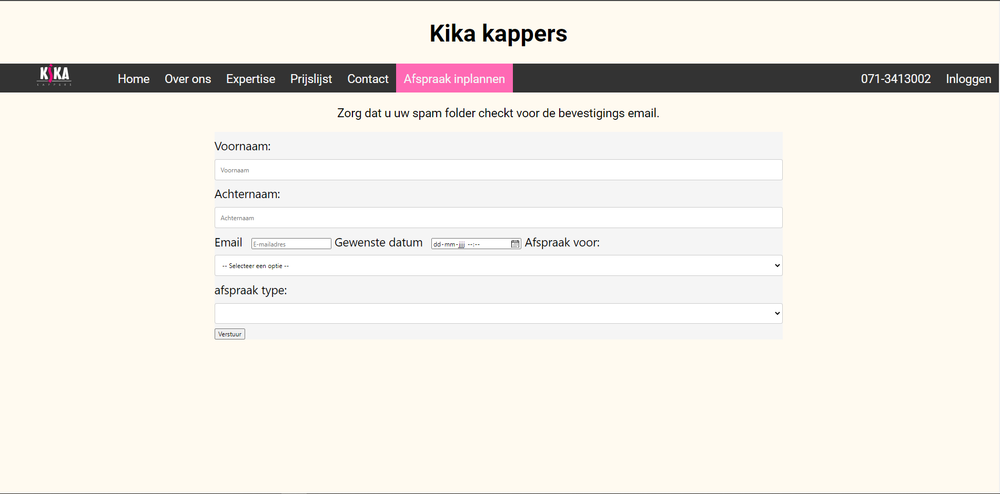 Kika kappers
KiKA
KAPPERS
Home Over ons Expertise Prijslijst Contact Afspraak inplannen 071-3413002 Inloggen
Zorg dat u uw spam folder checkt voor de bevestigings email.
Voornaam:
Voornaam
Achternaam:
Achternaam
Email E-mailadres Gewenste datum dd-mm-jjjj --:-- Afspraak voor:
-- Selecteer een optie --
afspraak type:
Verstuur